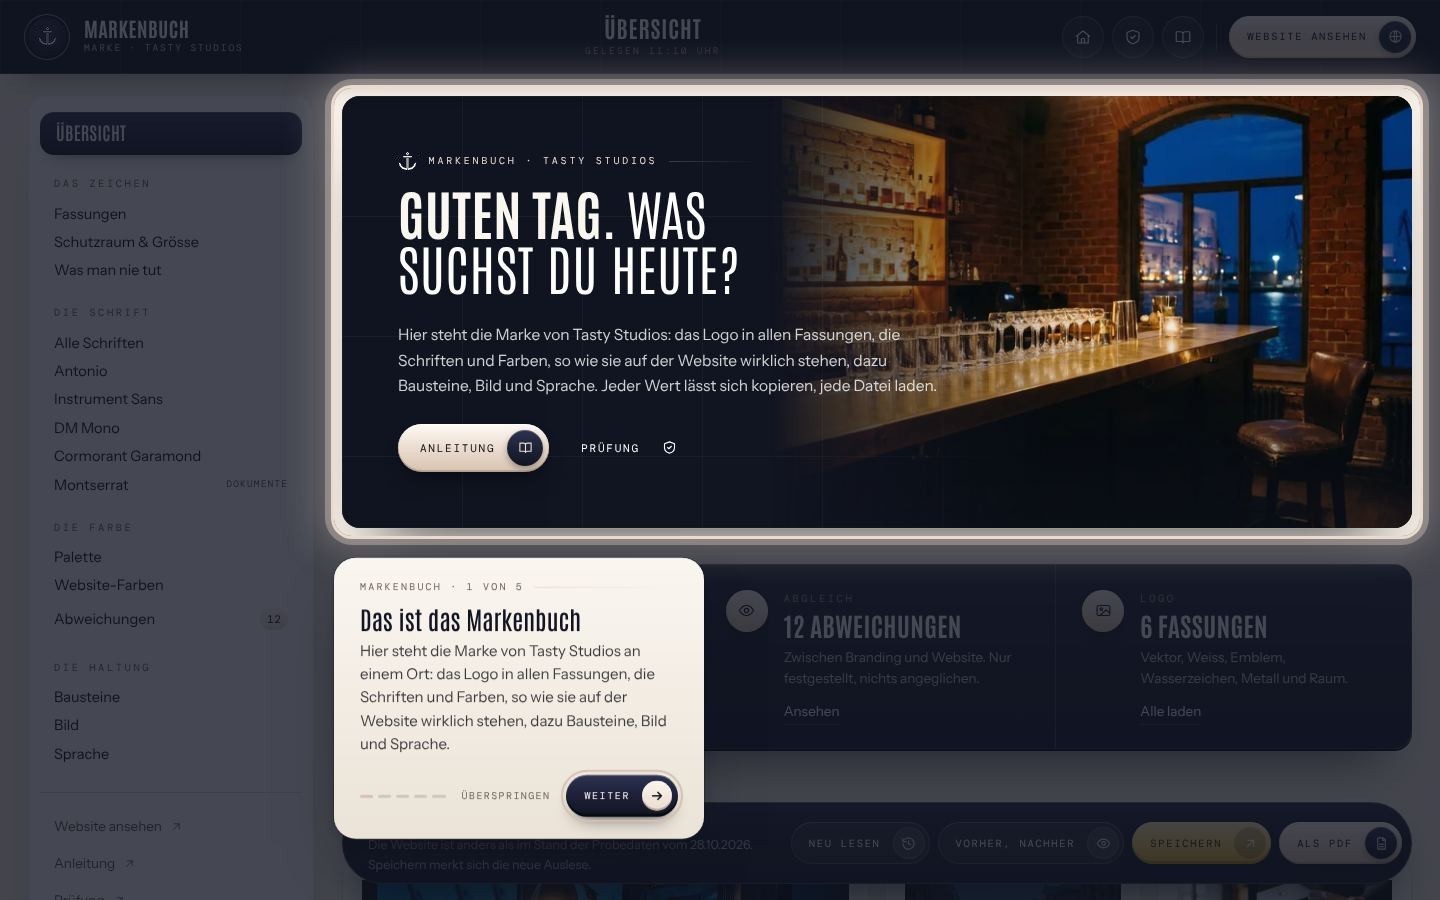 MARKENBUCH
MARKE · TASTY STUDIOS
ÜBERSICHT
GELESEN 11:10 UHR
WEBSITE ANSEHEN
ÜBERSICHT
DAS ZEICHEN
Fassungen
Schutzraum & Grösse
Was man nie tut
DIE SCHRIFT
Alle Schriften
Antonio
Instrument Sans
DM Mono
Cormorant Garamond
Montserrat DOKUMENTE
DIE FARBE
Palette
Website-Farben
Abweichungen 12
DIE HALTUNG
Bausteine
Bild
Sprache
Website ansehen
Anleitung
Prüfung
MARKENBUCH · TASTY STUDIOS
GUTEN TAG. WAS
SUCHST DU HEUTE?
Hier steht die Marke von Tasty Studios: das Logo in allen Fassungen, die
Schriften und Farben, so wie sie auf der Website wirklich stehen, dazu
Bausteine, Bild und Sprache. Jeder Wert lässt sich kopieren, jede Datei laden.
ANLEITUNG
PRÜFUNG
MARKENBUCH · 1 VON 5
Das ist das Markenbuch
Hier steht die Marke von Tasty Studios an
einem Ort: das Logo in allen Fassungen, die
Schriften und Farben, so wie sie auf der
Website wirklich stehen, dazu Bausteine, Bild
und Sprache.
ÜBERSPRINGEN
WEITER
ABGLEICH
12 ABWEICHUNGEN
Zwischen Branding und Website. Nur
festgestellt, nichts angeglichen.
Ansehen
LOGO
6 FASSUNGEN
Vektor, Weiss, Emblem,
Wasserzeichen, Metall und Raum.
Alle laden
Die Website ist anders als im Stand der Probedaten vom 28.10.2026.
Speichern merkt sich die neue Auslese.
NEU LESEN
VORHER, NACHHER
SPEICHERN
ALS PDF